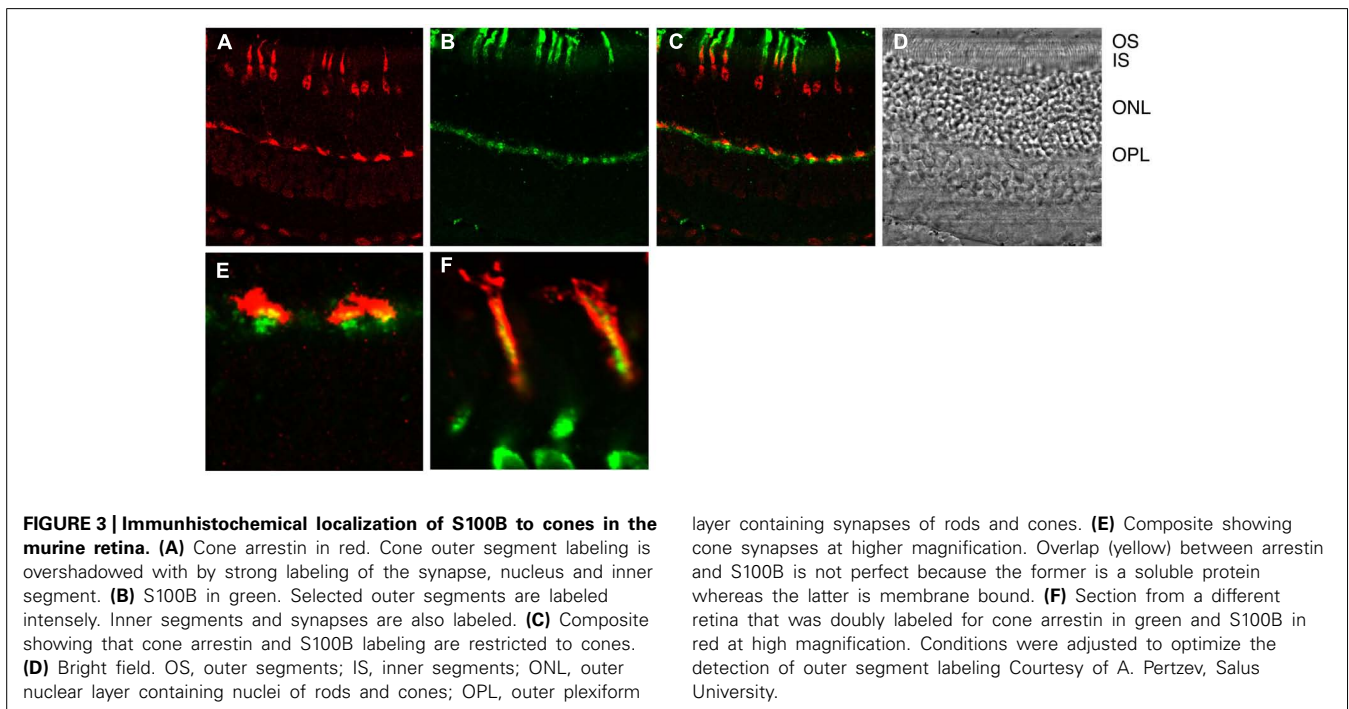 A
B
C
D
OS
IS
ONL
OPL
E
F
FIGURE 3 | Immunhistochemical localization of S100B to cones in the
murine retina. (A) Cone arrestin in red. Cone outer segment labeling is
overshadowed with by strong labeling of the synapse, nucleus and inner
segment. (B) S100B in green. Selected outer segments are labeled
intensely. Inner segments and synapses are also labeled. (C) Composite
showing that cone arrestin and S100B labeling are restricted to cones.
(D) Bright field. OS, outer segments; IS, inner segments; ONL, outer
nuclear layer containing nuclei of rods and cones; OPL, outer plexiform
layer containing synapses of rods and cones. (E) Composite showing
cone synapses at higher magnification. Overlap (yellow) between arrestin
and S100B is not perfect because the former is a soluble protein
whereas the latter is membrane bound. (F) Section from a different
retina that was doubly labeled for cone arrestin in green and S100B in
red at high magnification. Conditions were adjusted to optimize the
detection of outer segment labeling Courtesy of A. Pertzev, Salus
University.